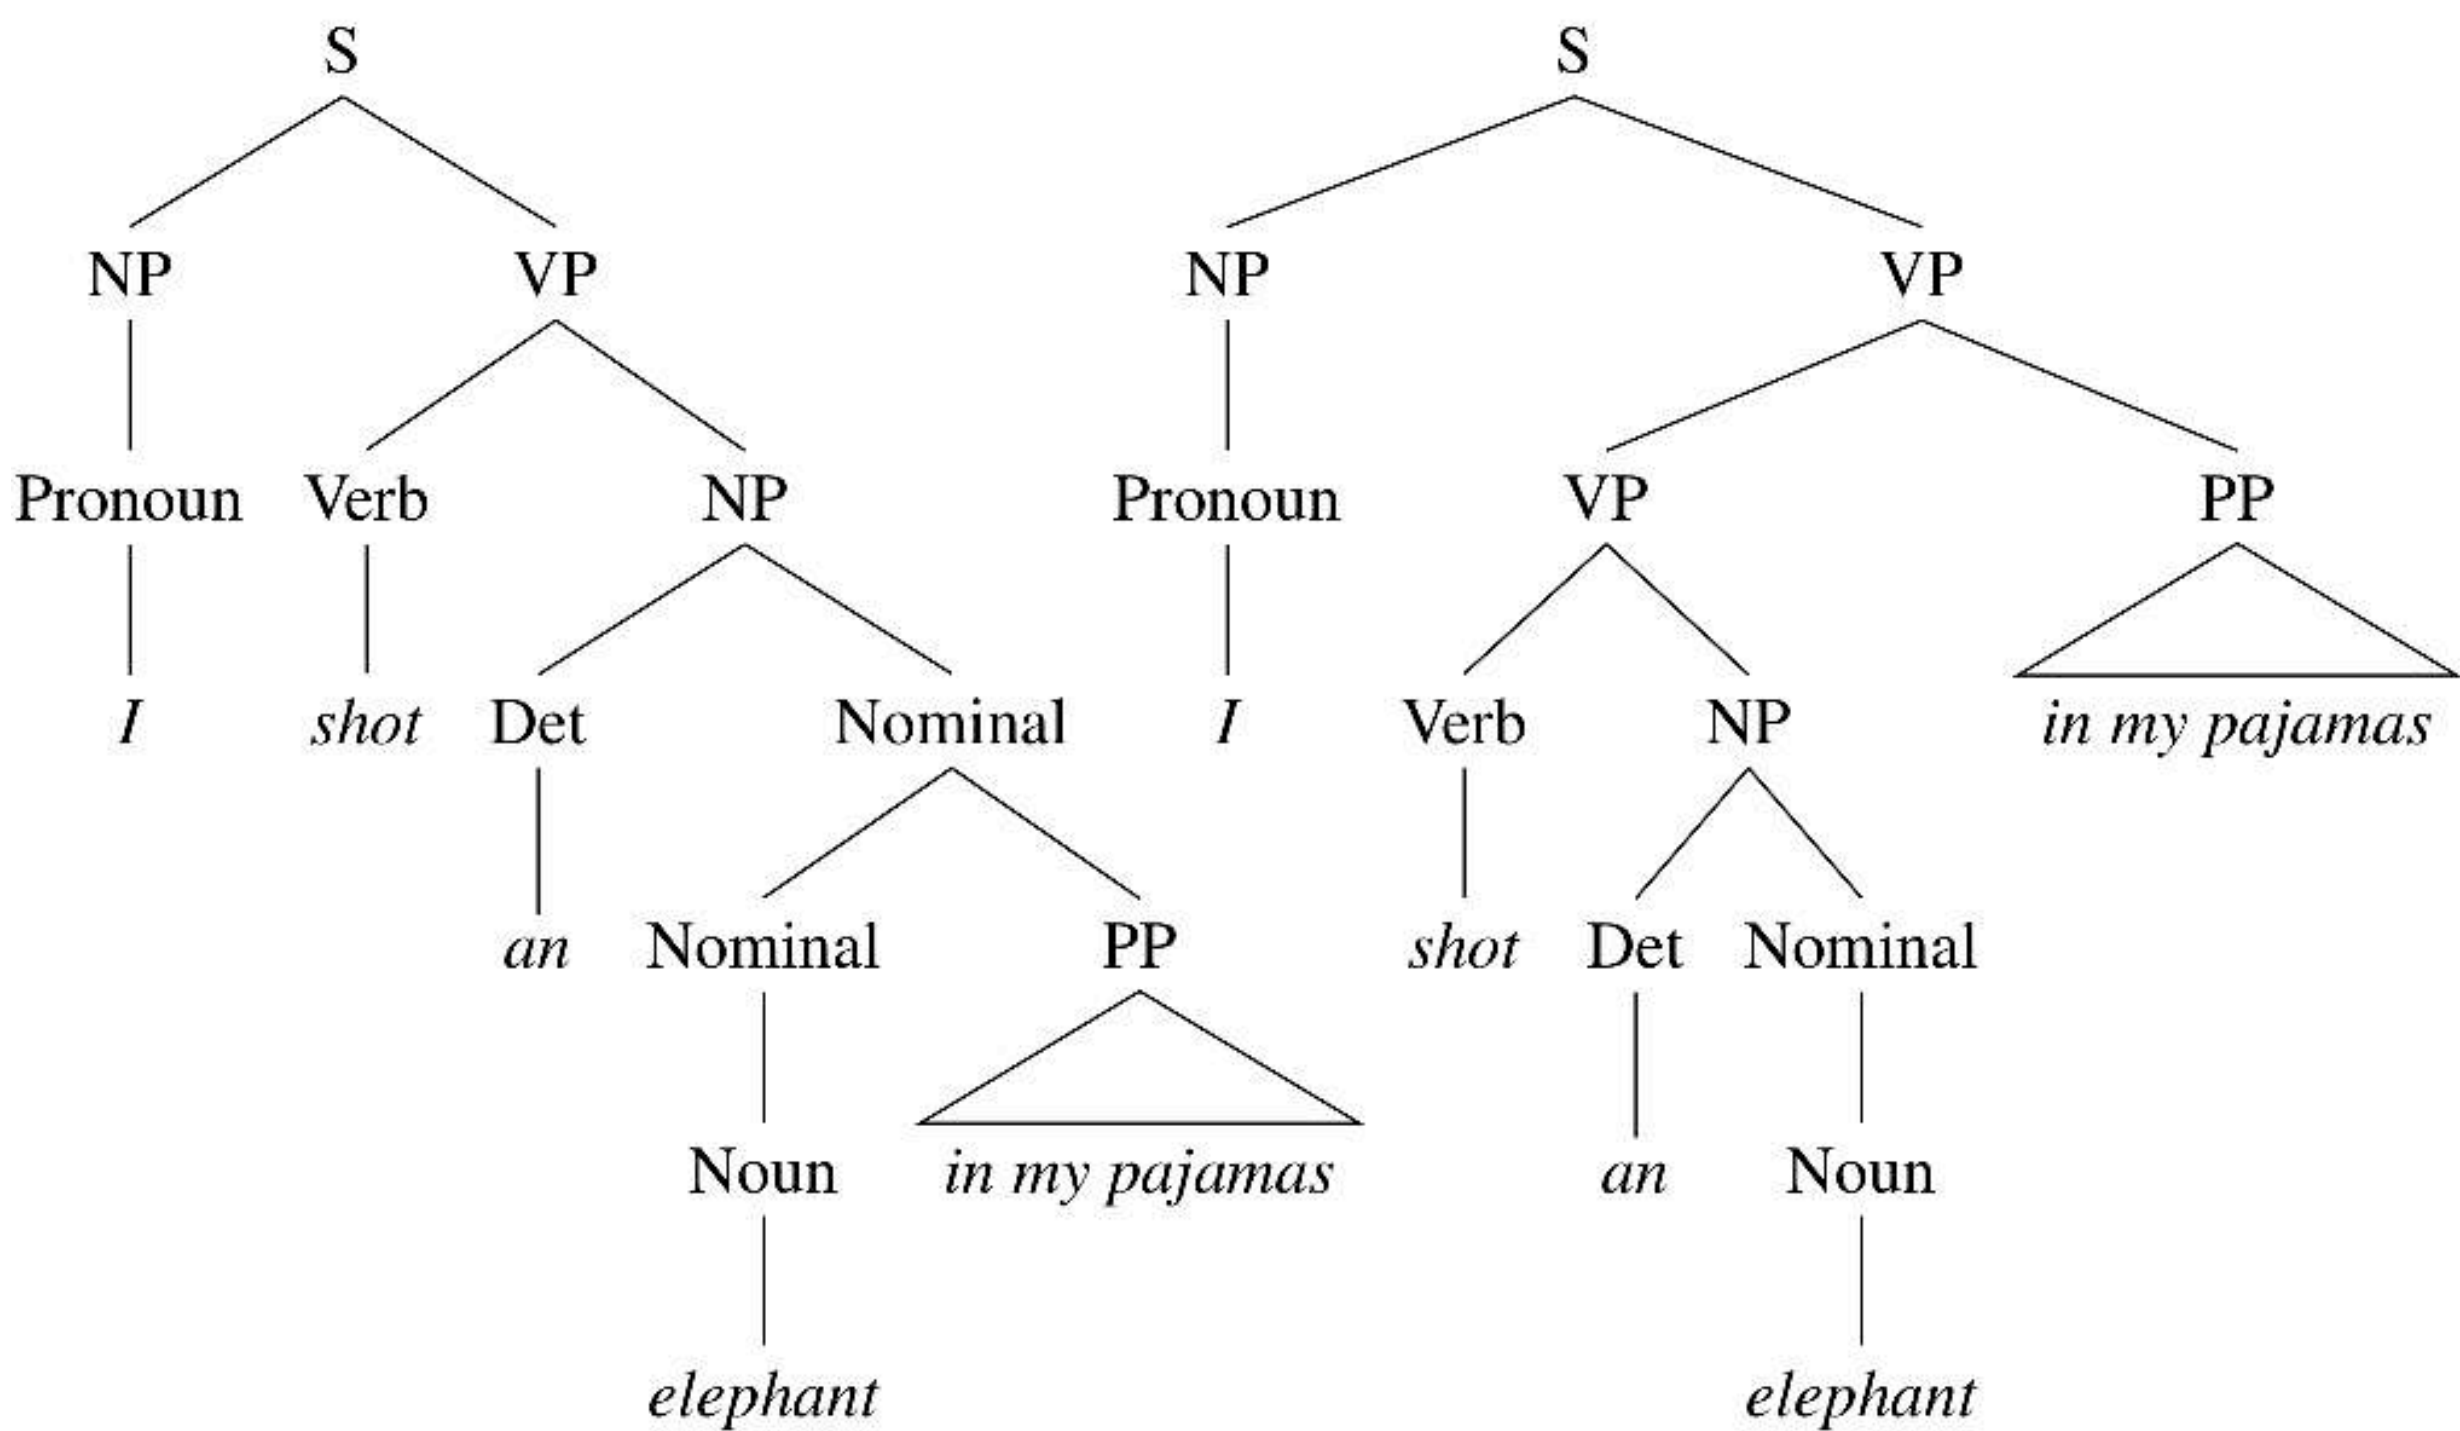 S S
NP VP NP VP
Pronoun Verb NP Pronoun VP PP
I shot Det Nominal I Verb NP in my pajamas
an Nominal PP shot Det Nominal
Noun in my pajamas an Noun
elephant elephant